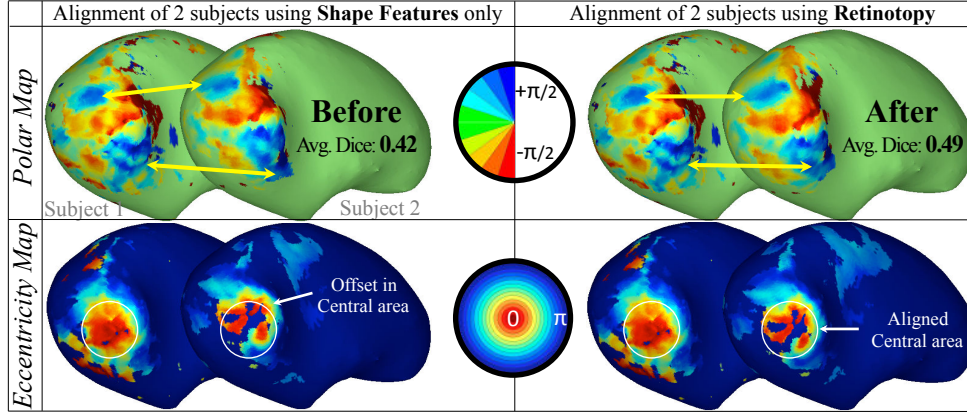 Alignment of 2 subjects using Shape Features only
Alignment of 2 subjects using Retinotopy
Polar Map
Before
Avg. Dice: 0.42
Subject 1
Subject 2
+π/2
-π/2
After
Avg. Dice: 0.49
Eccentricity Map
Offset in
Central area
0
π
Aligned
Central area